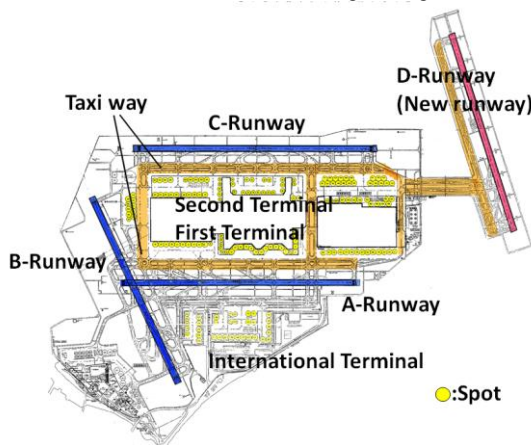 D-Runway
(New runway)
Taxi way
C-Runway
Second Terminal
First Terminal
B-Runway
A-Runway
International Terminal
:Spot